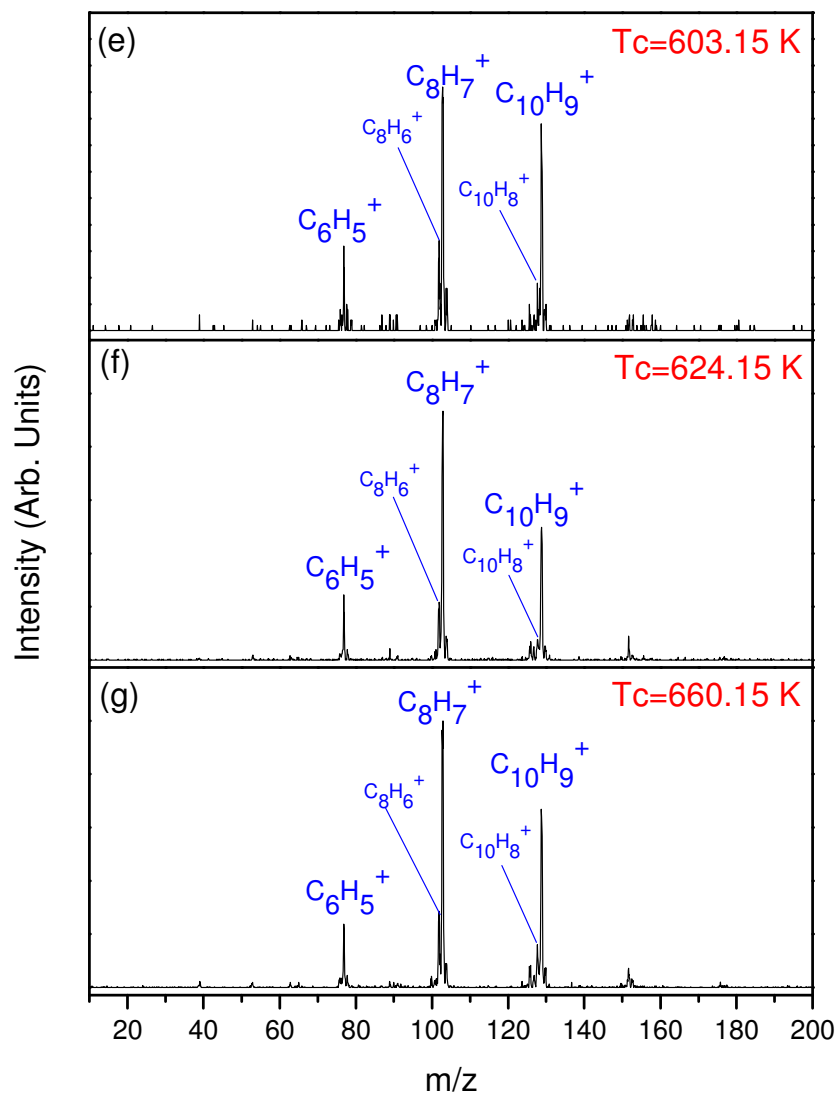 (e) Tc=603.15 K
C8H7+
C10H9+
C8H6+
C10H8+
C6H5+
(f) Tc=624.15 K
C8H7+
C8H6+
C10H9+
C10H8+
C6H5+
(g) Tc=660.15 K
C8H7+
C10H9+
C8H6+
C10H8+
C6H5+
Intensity (Arb. Units)
20 40 60 80 100 120 140 160 180 200
m/z